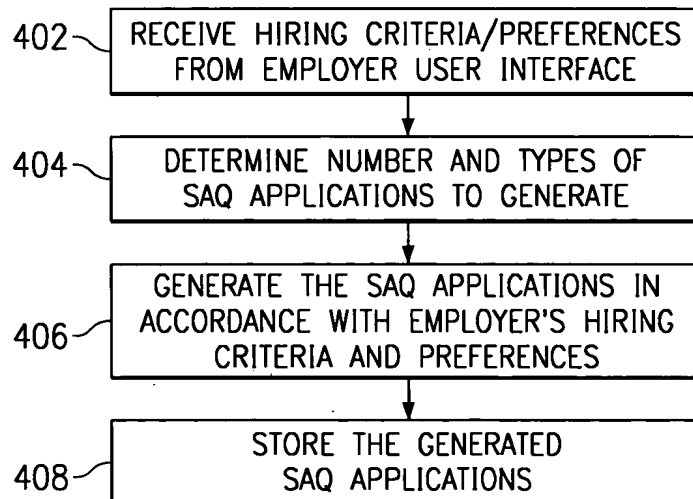 402
RECEIVE HIRING CRITERIA/PREFERENCES
FROM EMPLOYER USER INTERFACE
404
DETERMINE NUMBER AND TYPES OF
SAQ APPLICATIONS TO GENERATE
406
GENERATE THE SAQ APPLICATIONS IN
ACCORDANCE WITH EMPLOYER'S HIRING
CRITERIA AND PREFERENCES
408
STORE THE GENERATED
SAQ APPLICATIONS